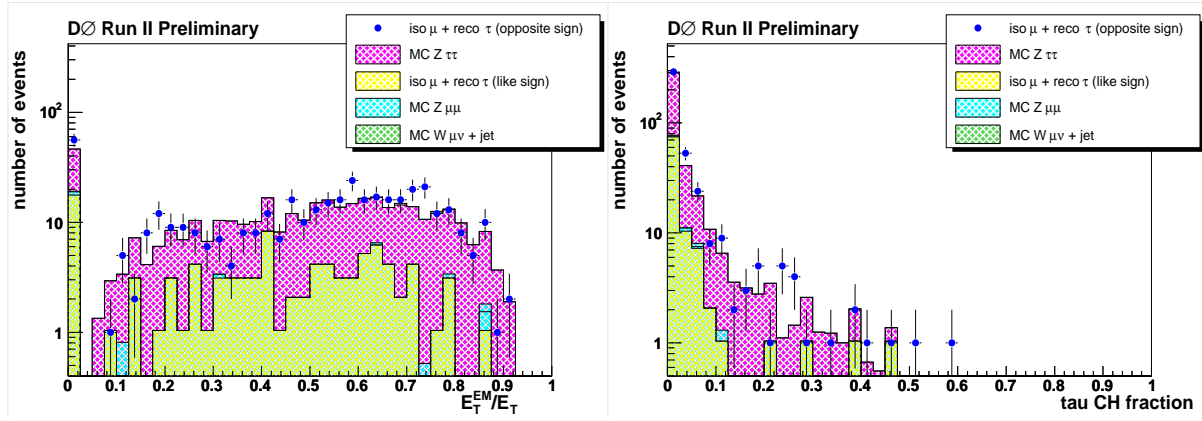 DØ Run II Preliminary
iso μ + reco τ (opposite sign)
MC Z ττ
iso μ + reco τ (like sign)
MC Z μμ
MC W μν + jet
number of events
10²
10
1
0 0.1 0.2 0.3 0.4 0.5 0.6 0.7 0.8 0.9 1
E_T^EM/E_T
DØ Run II Preliminary
iso μ + reco τ (opposite sign)
MC Z ττ
iso μ + reco τ (like sign)
MC Z μμ
MC W μν + jet
number of events
10²
10
1
0 0.1 0.2 0.3 0.4 0.5 0.6 0.7 0.8 0.9 1
tau CH fraction